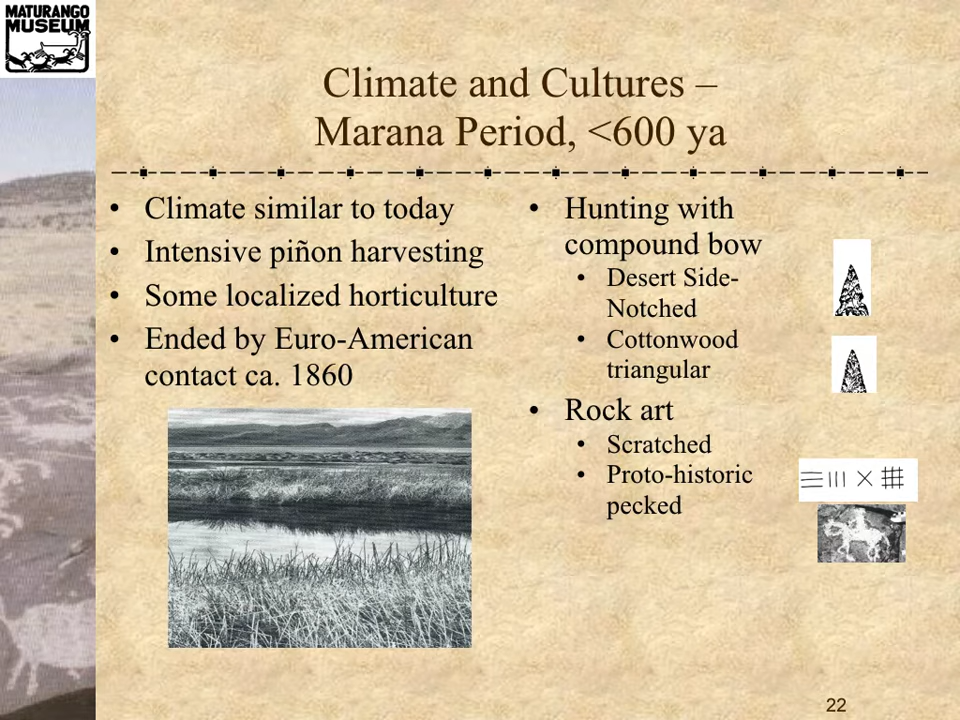 MATURANGO
MUSEUM
Climate and Cultures –
Marana Period, <600 ya
• Climate similar to today
• Intensive piñon harvesting
• Some localized horticulture
• Ended by Euro-American
contact ca. 1860
• Hunting with
compound bow
• Desert Side-
Notched
• Cottonwood
triangular
• Rock art
• Scratched
• Proto-historic
pecked
22